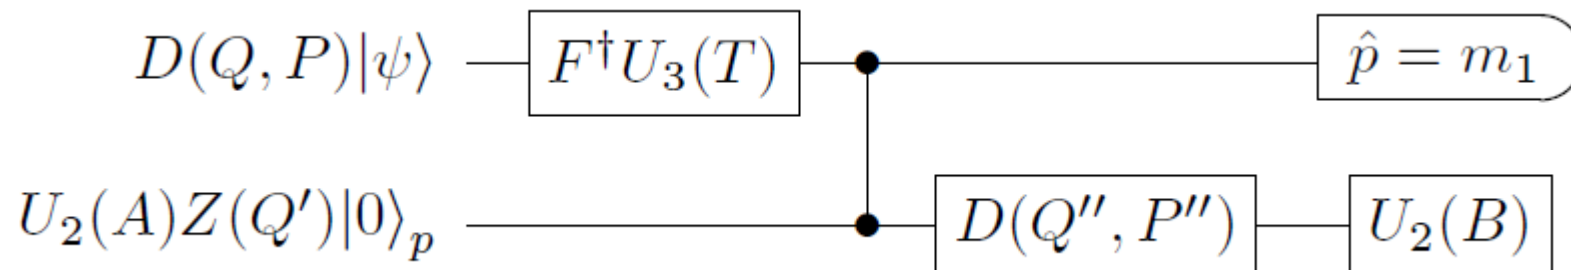 D(Q, P)|ψ⟩ F†U₃(T) p̂ = m₁
U₂(A)Z(Q′)|0⟩ₚ D(Q″, P″) U₂(B)